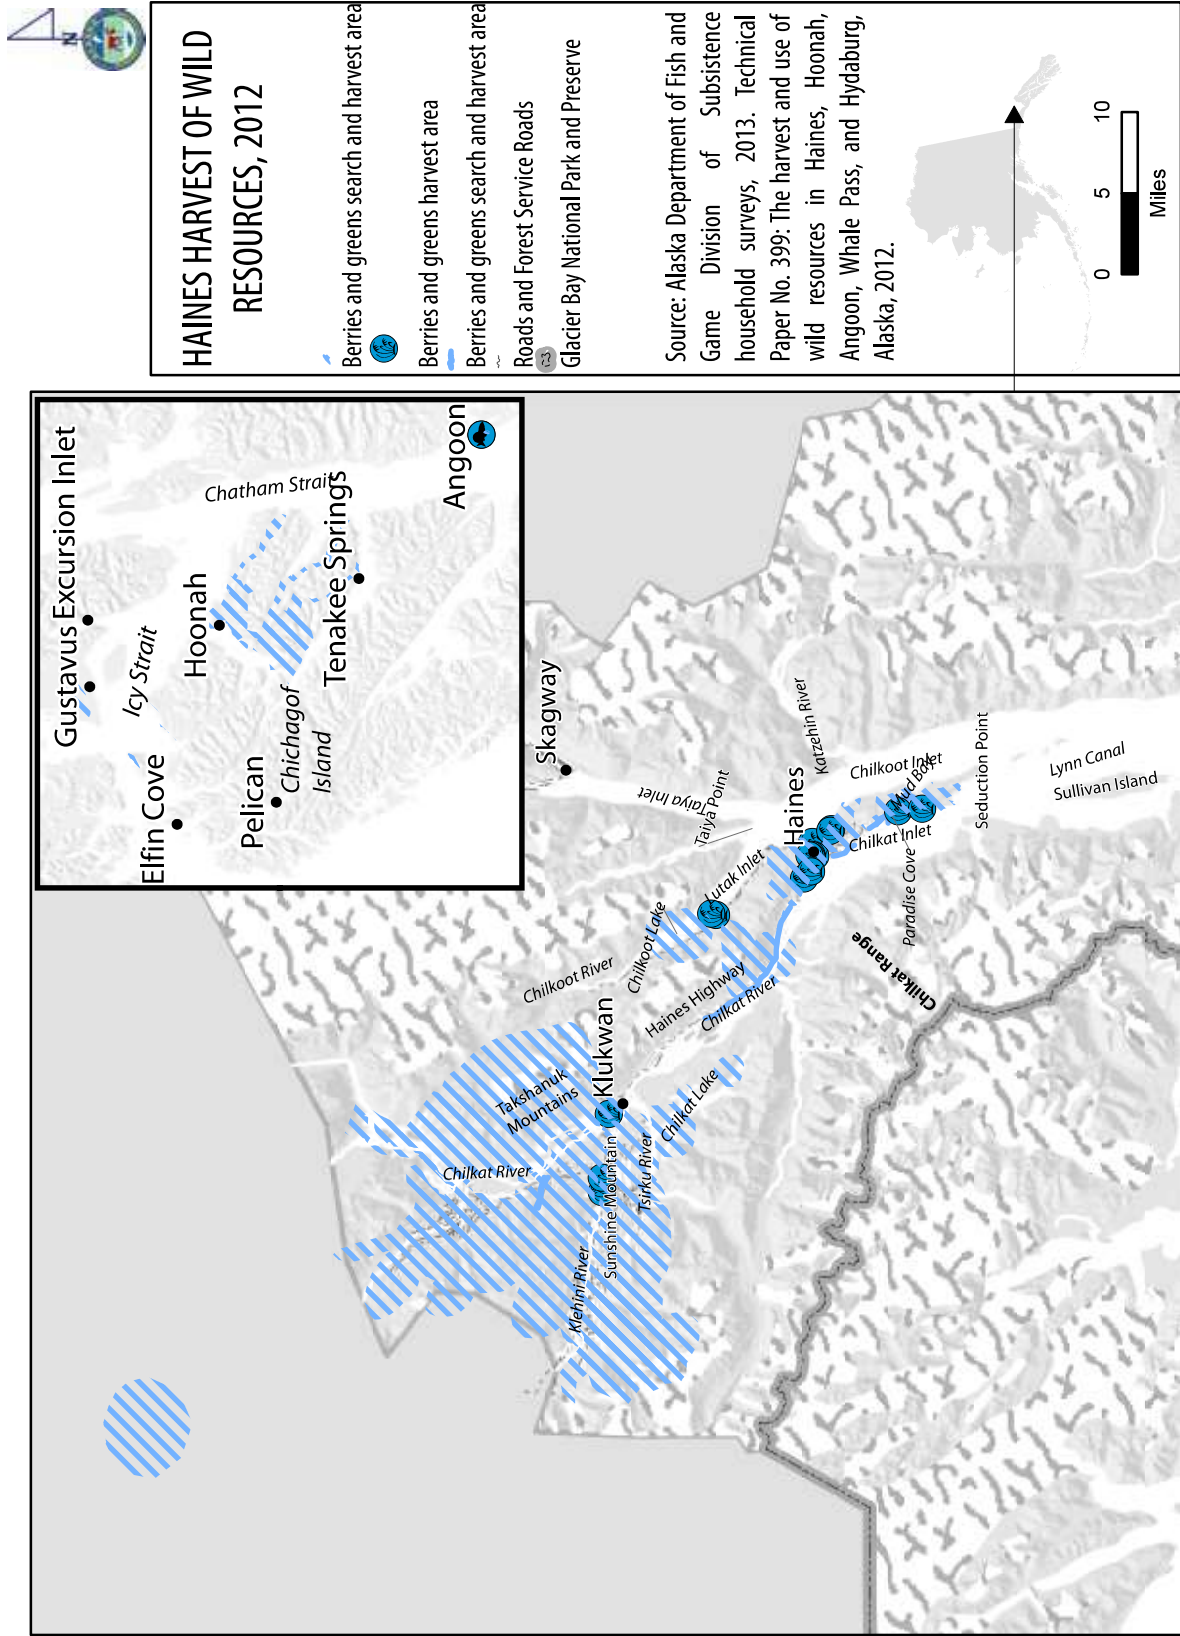 N
HAINES HARVEST OF WILD
RESOURCES, 2012
Berries and greens search and harvest area
Berries and greens harvest area
Berries and greens search and harvest area
Roads and Forest Service Roads
Glacier Bay National Park and Preserve
Source: Alaska Department of Fish and
Game Division of Subsistence
household surveys, 2013. Technical
Paper No. 399: The harvest and use of
wild resources in Haines, Hoonah,
Angoon, Whale Pass, and Hydaburg,
Alaska, 2012.
0 5 10
Miles
Gustavus
Excursion Inlet
Icy Strait
Elfin Cove
Hoonah
Chatham Strait
Pelican
Chichagof
Island
Tenakee Springs
Angoon
Skagway
Taiya Inlet
Taiya Point
Katzehin River
Haines
Chilkoot Inlet
Mud Bay
Chilkat Inlet
Seduction Point
Lynn Canal
Sullivan Island
Paradise Cove
Chilkat Range
Lutak Inlet
Chilkoot Lake
Chilkoot River
Haines Highway
Chilkat River
Klukwan
Takshanuk
Mountains
Chilkat Lake
Tsirku River
Sunshine Mountain
Chilkat River
Klehini River